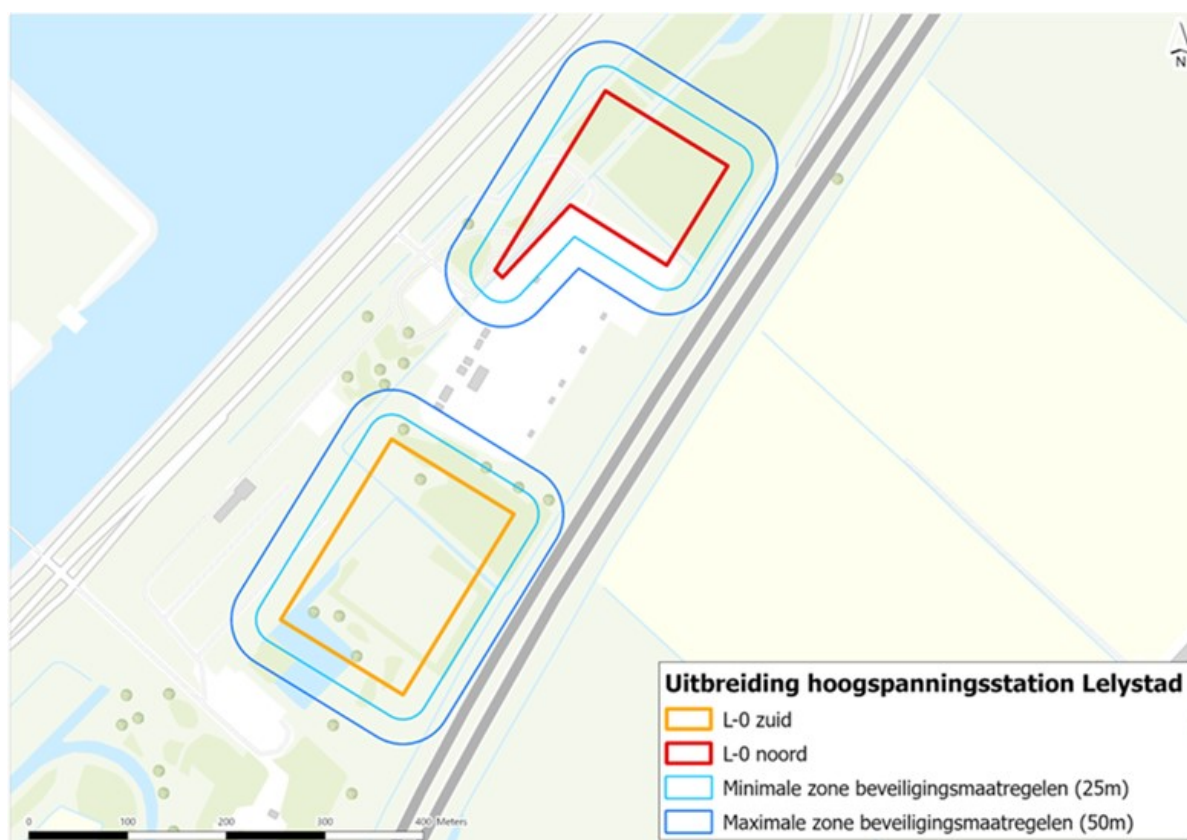 N
Uitbreiding hoogspanningsstation Lelystad
L-0 zuid
L-0 noord
Minimale zone beveiligingsmaatregelen (25m)
Maximale zone beveiligingsmaatregelen (50m)
0 100 200 300 400 Meters